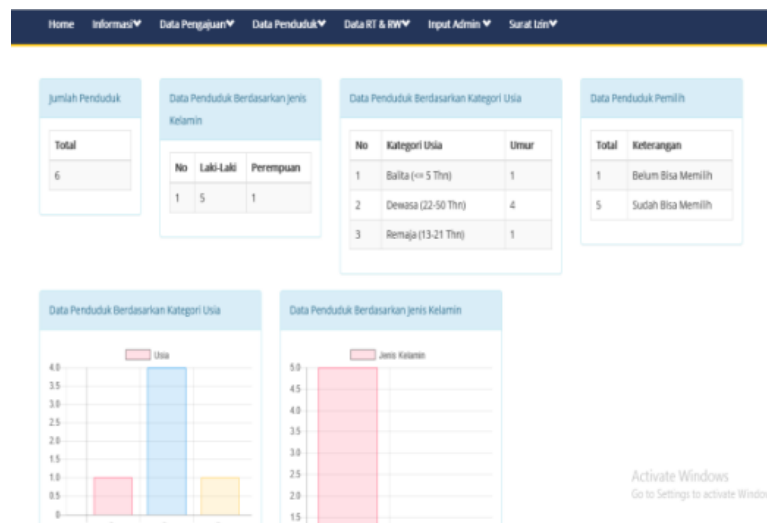 Home Informasi Data Pengajuan Data Penduduk Data RT & RW Input Admin Surat Izin
Jumlah Penduduk
Total
6
Data Penduduk Berdasarkan Jenis
Kelamin
No Laki-Laki Perempuan
1 5 1
Data Penduduk Berdasarkan Kategori Usia
No Kategori Usia Umur
1 Balita (<= 5 Thn) 1
2 Dewasa (22-50 Thn) 4
3 Remaja (13-21 Thn) 1
Data Penduduk Pemilih
Total Keterangan
1 Belum Bisa Memilih
5 Sudah Bisa Memilih
Data Penduduk Berdasarkan Kategori Usia
Usia
4.0
3.5
3.0
2.5
2.0
1.5
1.0
0.5
0
Data Penduduk Berdasarkan Jenis Kelamin
Jenis Kelamin
5.0
4.5
4.0
3.5
3.0
2.5
2.0
1.5
Activate Windows
Go to Settings to activate Windo